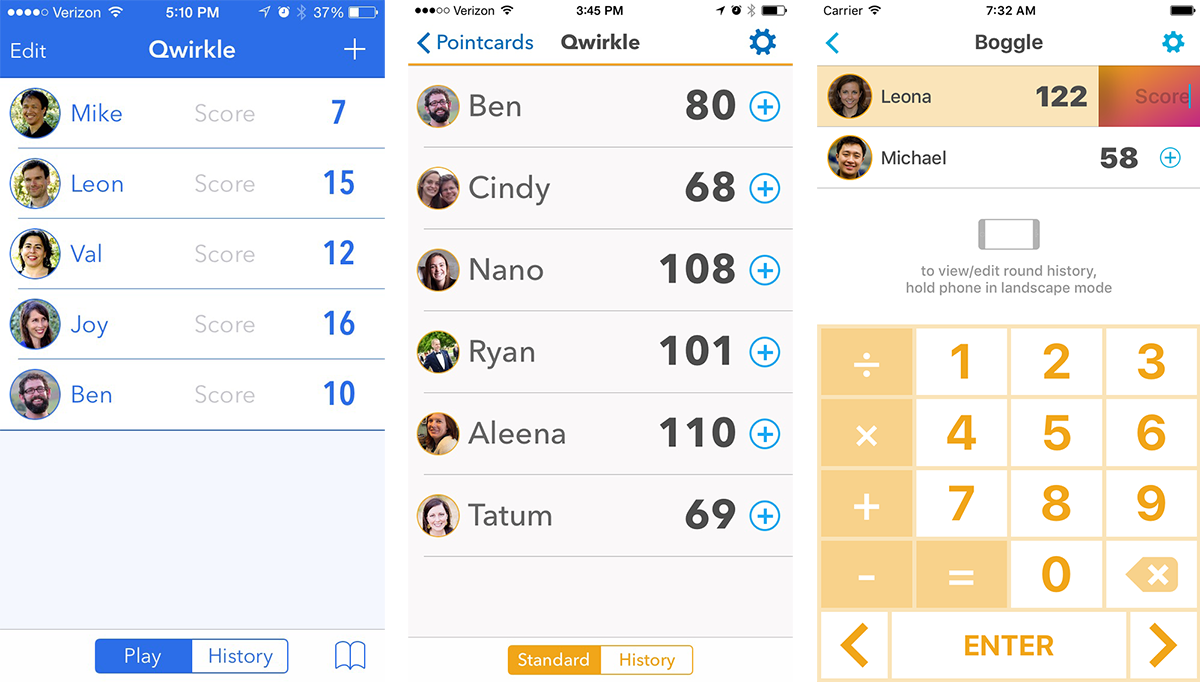 Verizon 5:10 PM 37%
Edit Qwirkle +
Mike Score 7
Leon Score 15
Val Score 12
Joy Score 16
Ben Score 10
Play History
Verizon 3:45 PM
Pointcards Qwirkle
Ben 80 +
Cindy 68 +
Nano 108 +
Ryan 101 +
Aleena 110 +
Tatum 69 +
Standard History
Carrier 7:32 AM
Boggle
Leona 122 Score
Michael 58 +
to view/edit round history,
hold phone in landscape mode
÷ 1 2 3
× 4 5 6
+ 7 8 9
- = 0 ×
ENTER